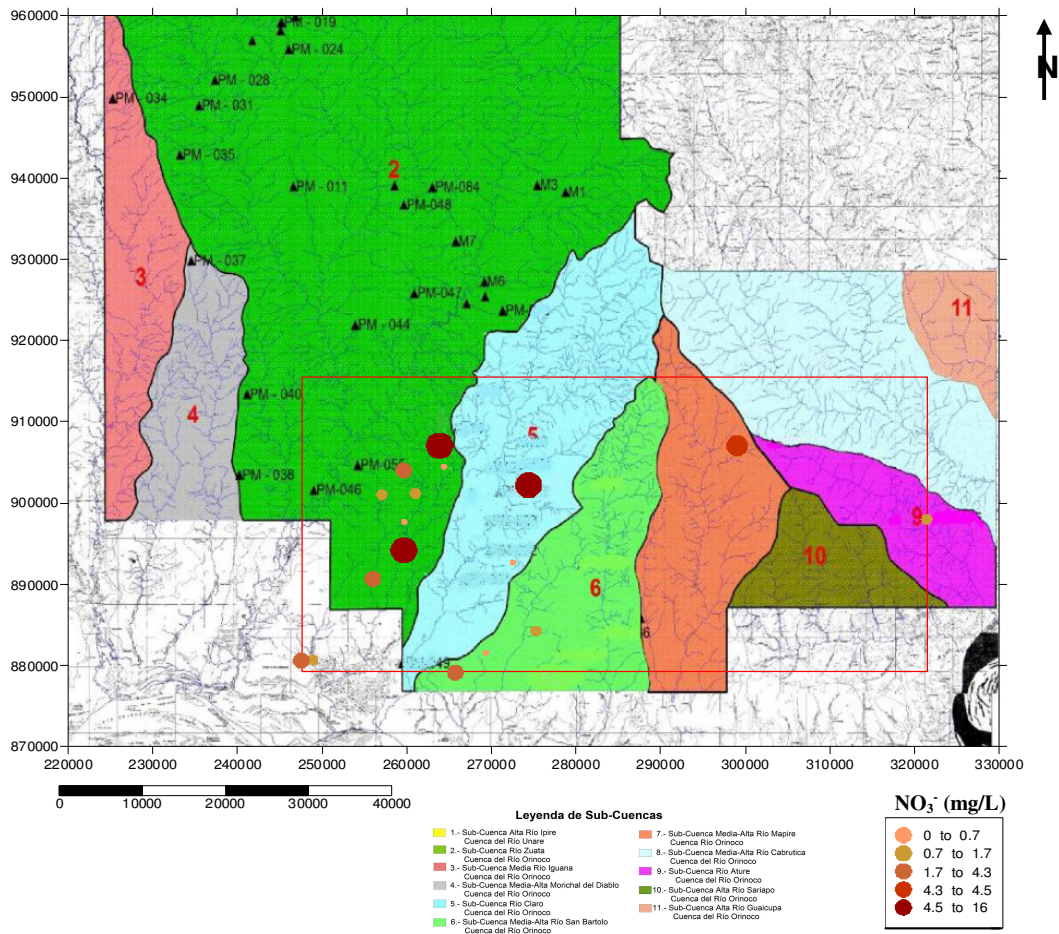 960000
950000
940000
930000
920000
910000
900000
890000
880000
870000
220000 230000 240000 250000 260000 270000 280000 290000 300000 310000 320000 330000
N
PM-019
PM - 024
PM - 028
PM - 034
PM - 031
PM - 035
2
PM - 011
PM-084
M3
M1
PM-048
M7
PM - 037
3
M6
PM-047
11
PM - 044
4
PM - 040
5
PM - 038
PM-046
9
10
6
0 10000 20000 30000 40000
Leyenda de Sub-Cuencas
1.- Sub-Cuenca Alta Río Ipire
Cuenca del Río Unare
2.- Sub-Cuenca Río Zuata
Cuenca del Río Orinoco
3.- Sub-Cuenca Media Río Iguana
Cuenca del Río Orinoco
4.- Sub-Cuenca Media-Alta Morichal del Diablo
Cuenca del Río Orinoco
5.- Sub-Cuenca Río Claro
Cuenca del Río Orinoco
6.- Sub-Cuenca Media-Alta Río San Bartolo
Cuenca del Río Orinoco
7.- Sub-Cuenca Media-Alta Río Mapire
Cuenca Río Orinoco
8.- Sub-Cuenca Media-Alta Río Cabrutica
Cuenca del Río Orinoco
9.- Sub-Cuenca Río Ature
Cuenca del Río Orinoco
10.- Sub-Cuenca Alta Río Sariapo
Cuenca del Río Orinoco
11.- Sub-Cuenca Alta Río Guaicupa
Cuenca del Río Orinoco
NO₃⁻ (mg/L)
0 to 0.7
0.7 to 1.7
1.7 to 4.3
4.3 to 4.5
4.5 to 16